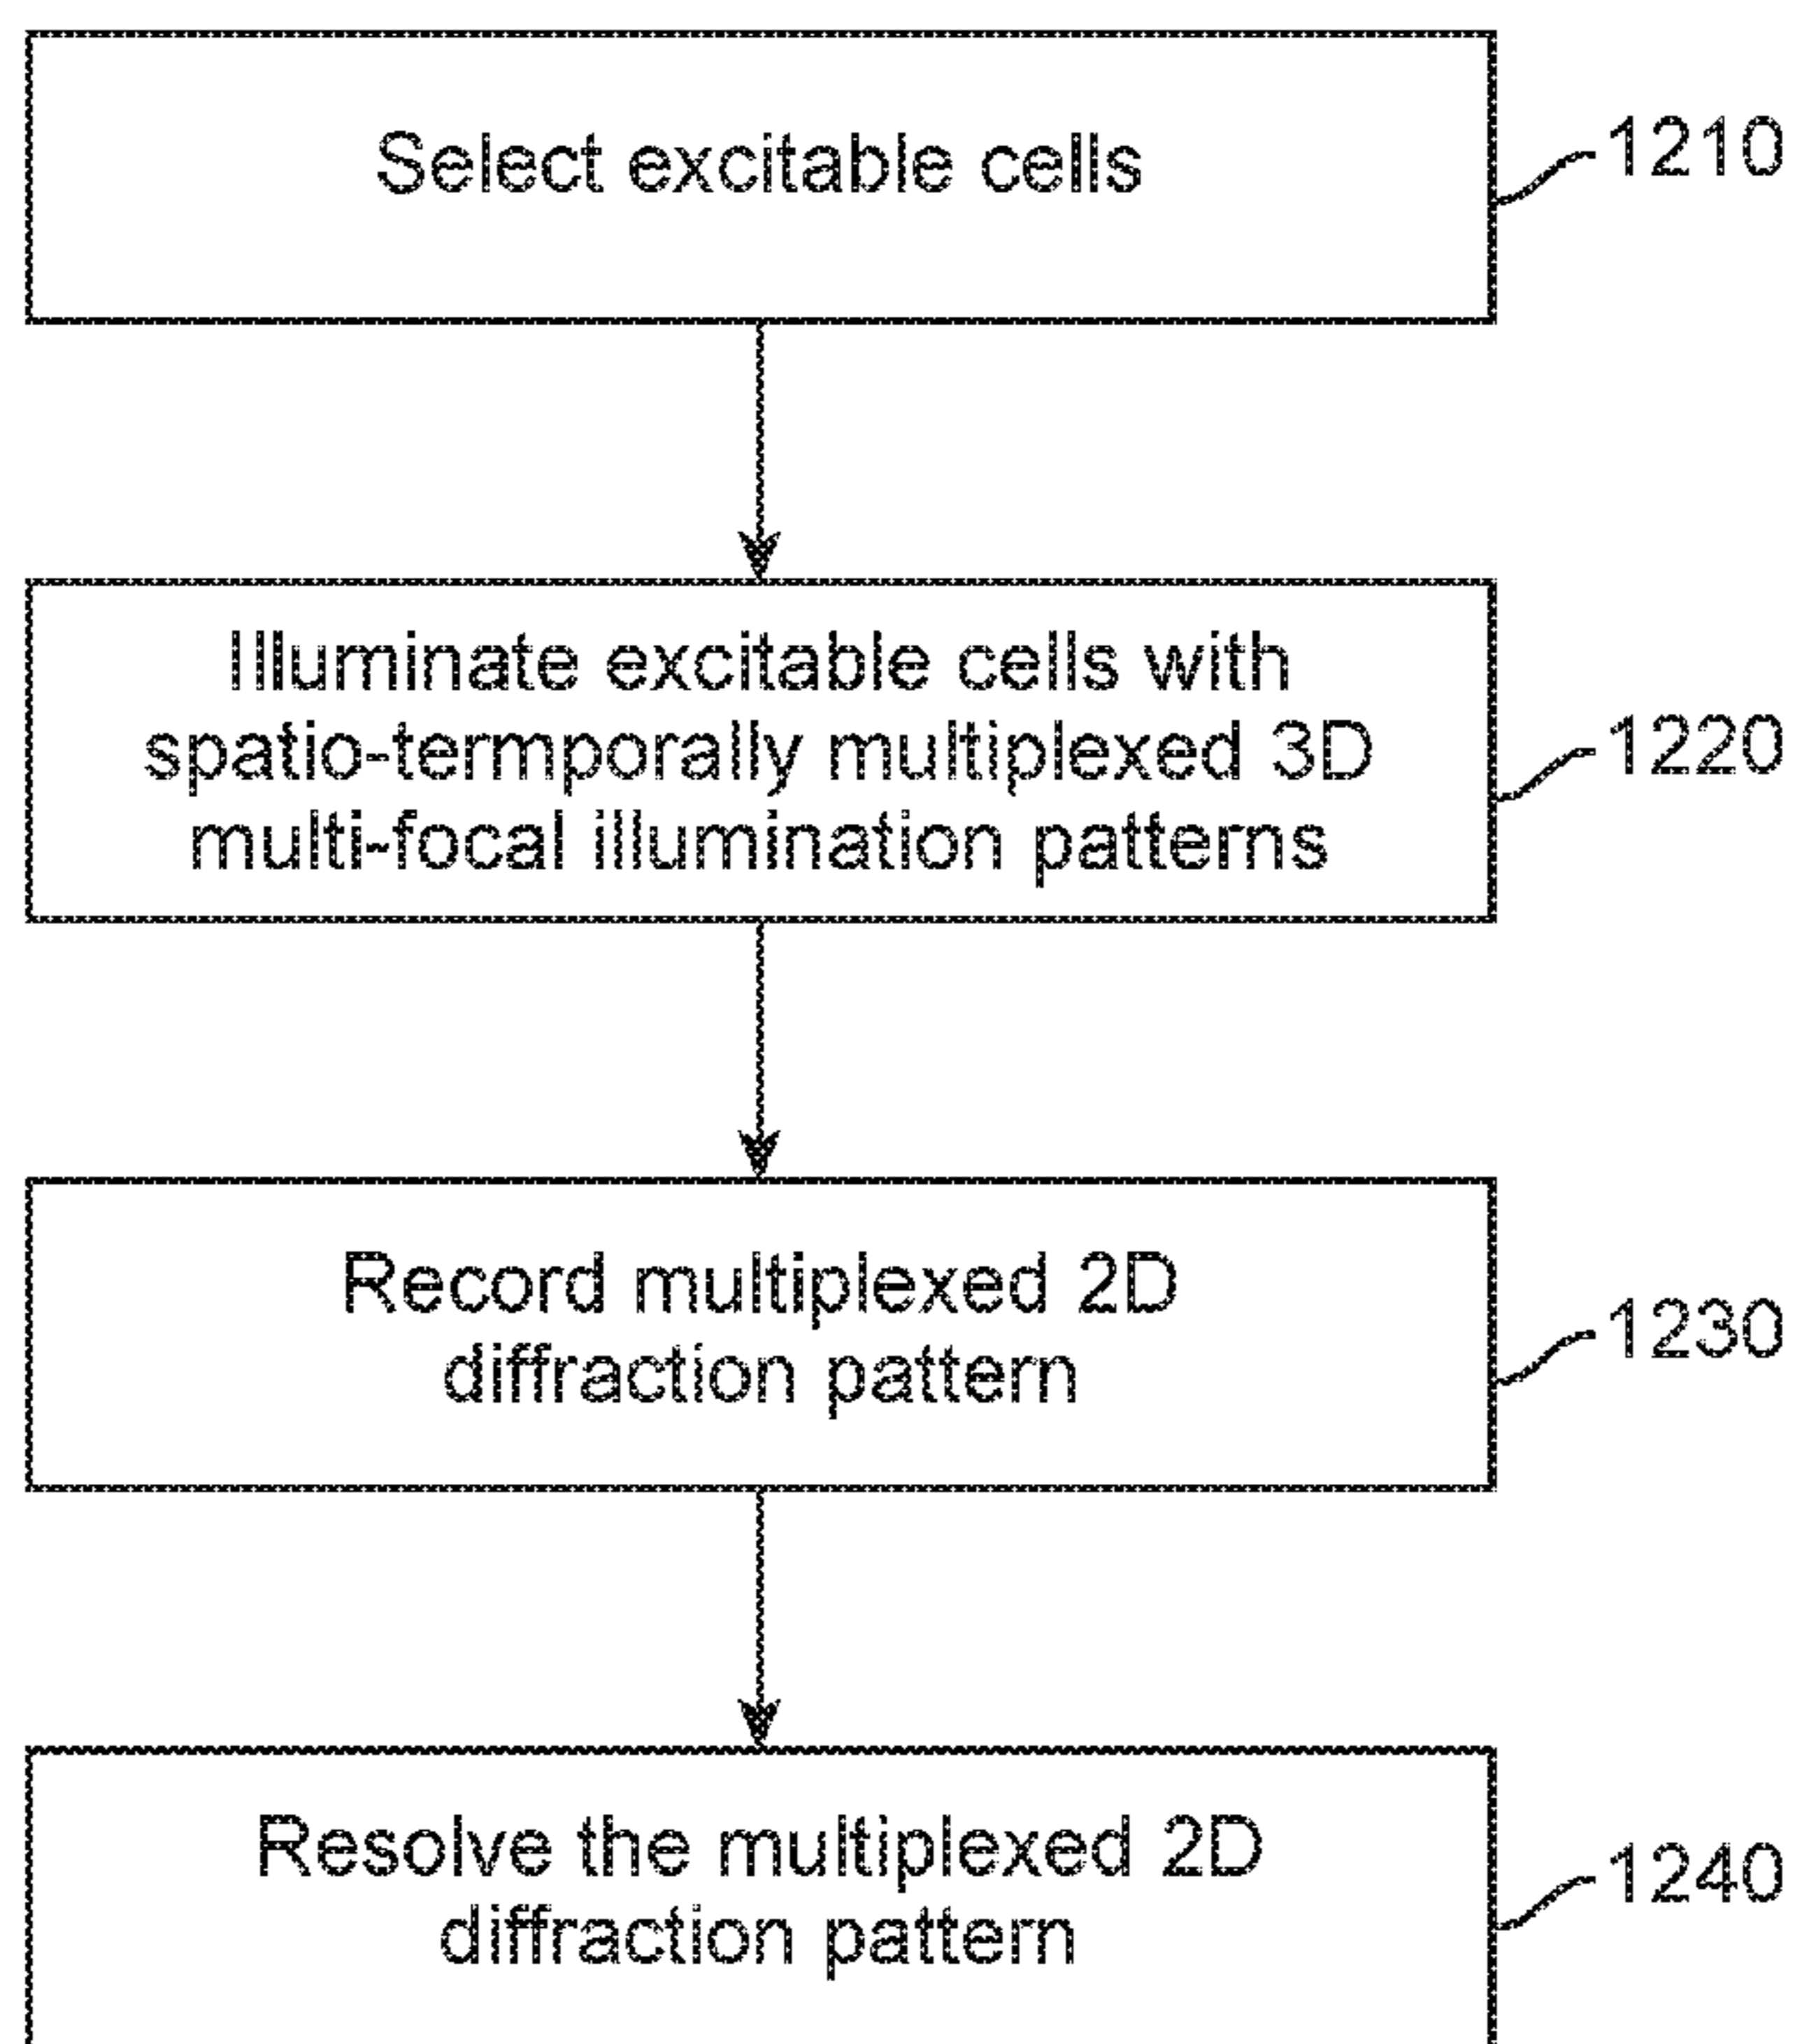 Select excitable cells
1210
Illuminate excitable cells with
spatio-termporally multiplexed 3D
multi-focal illumination patterns
1220
Record multiplexed 2D
diffraction pattern
1230
Resolve the multiplexed 2D
diffraction pattern
1240